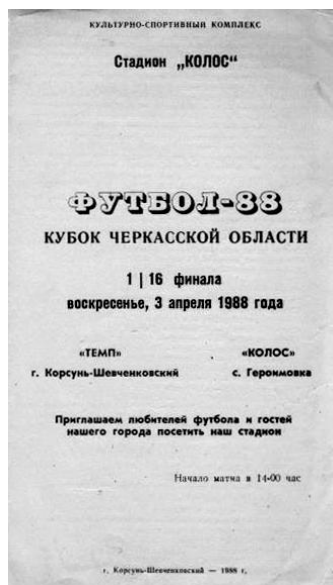 КУЛЬТУРНО-СПОРТИВНЫЙ КОМПЛЕКС
Стадион „КОЛОС“
ФУТБОЛ-88
КУБОК ЧЕРКАССКОЙ ОБЛАСТИ
1 | 16 финала
воскресенье, 3 апреля 1988 года
«ТЕМП» «КОЛОС»
г. Корсунь-Шевченковский с. Героимовка
Приглашаем любителей футбола и гостей
нашего города посетить наш стадион
Начало матча в 14-00 час
г. Корсунь-Шевченковский — 1988 г.